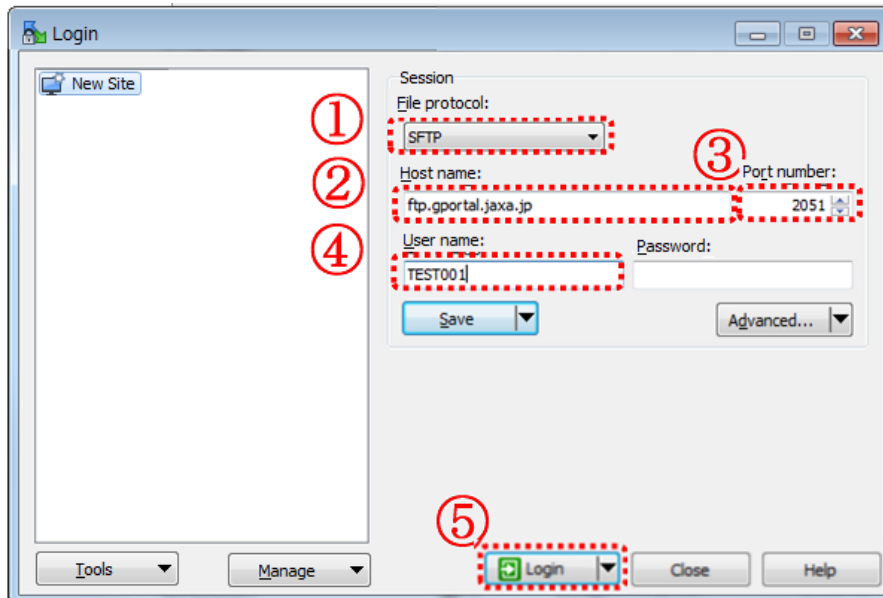 Login
New Site
Session
File protocol:
①
SFTP
③
Host name:
Port number:
②
ftp.gportal.jaxa.jp
2051
④
User name:
Password:
TEST001
Save
Advanced...
⑤
Tools
Manage
Login
Close
Help